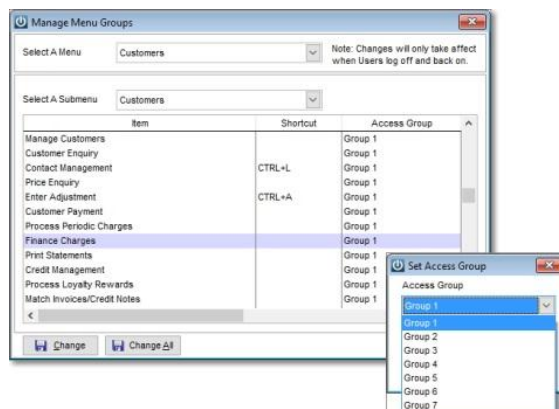 Manage Menu Groups
Select A Menu Customers Note: Changes will only take affect
when Users log off and back on.
Select A Submenu Customers
Item Shortcut Access Group
Manage Customers Group 1
Customer Enquiry Group 1
Contact Management CTRL+L Group 1
Price Enquiry Group 1
Enter Adjustment CTRL+A Group 1
Customer Payment Group 1
Process Periodic Charges Group 1
Finance Charges Group 1
Print Statements Group 1
Credit Management Group 1
Process Loyalty Rewards Group 1
Match Invoices/Credit Notes Group 1
Change Change All
Set Access Group
Access Group
Group 1
Group 1
Group 2
Group 3
Group 4
Group 5
Group 6
Group 7